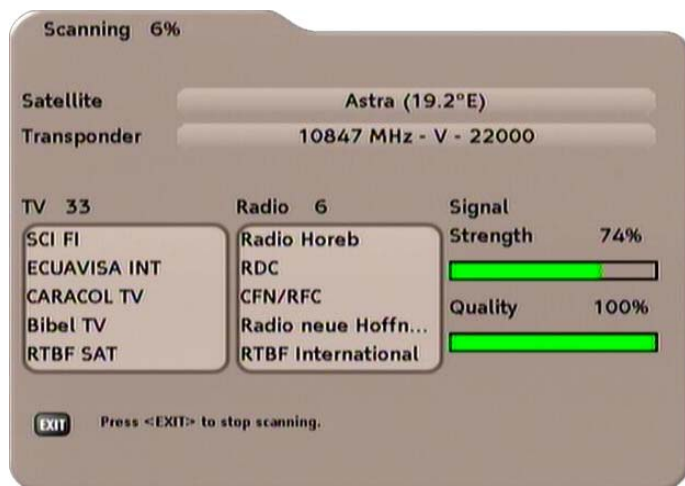 Scanning 6%
Satellite Astra (19.2ºE)
Transponder 10847 MHz - V - 22000
TV 33
SCI FI
ECUAVISA INT
CARACOL TV
Bibel TV
RTBF SAT
Radio 6
Radio Horeb
RDC
CFN/RFC
Radio neue Hoffn...
RTBF International
Signal
Strength 74%
Quality 100%
EXIT Press <EXIT> to stop scanning.